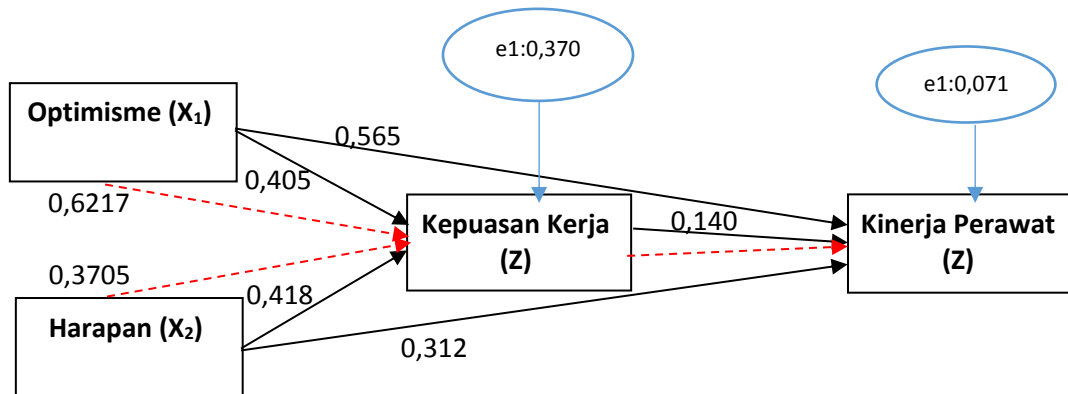 e1:0,370
e1:0,071
Optimisme (X₁)
0,565
0,405
0,6217
Kepuasan Kerja
(Z)
0,140
Kinerja Perawat
(Z)
0,3705
0,418
Harapan (X₂)
0,312